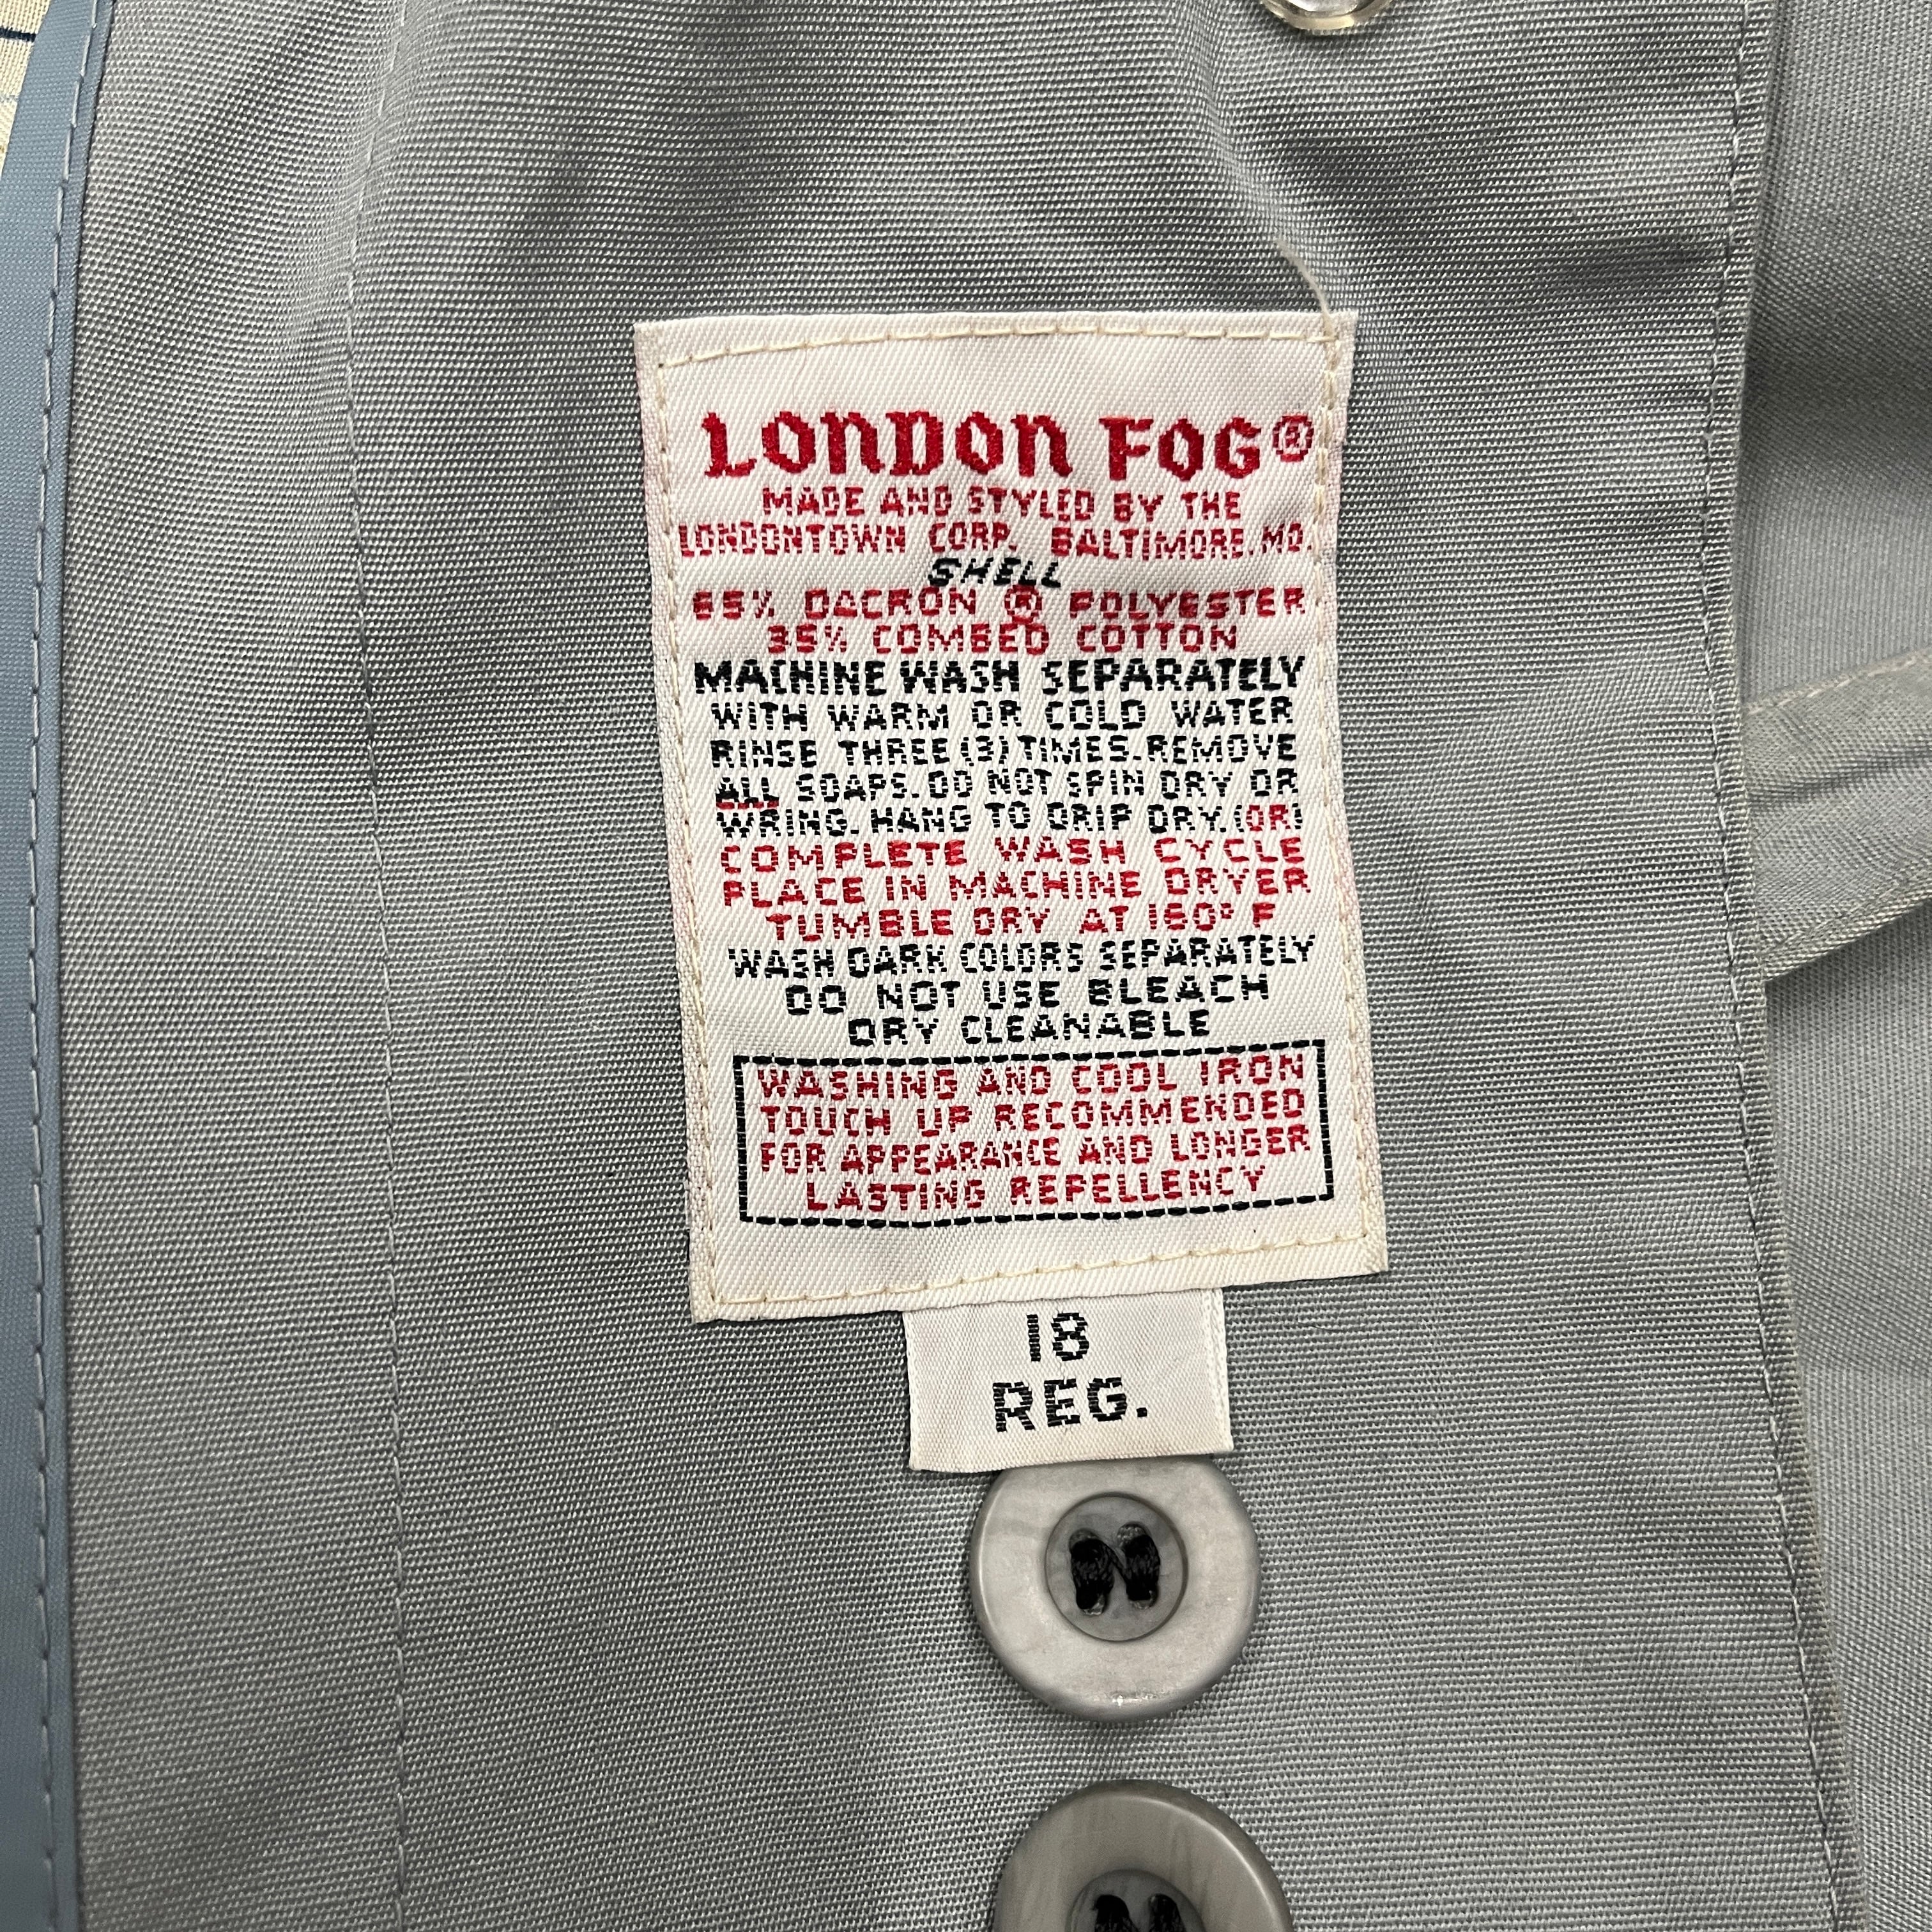 LONDON FOG®
MADE AND STYLED BY THE
LONDONTOWN CORP. BALTIMORE.MD.
SHELL
65% DACRON ® POLYESTER
35% COMBED COTTON
MACHINE WASH SEPARATELY
WITH WARM OR COLD WATER
RINSE THREE (3) TIMES.REMOVE
ALL SOAPS.DO NOT SPIN DRY OR
WRING.HANG TO DRIP DRY.(OR)
COMPLETE WASH CYCLE
PLACE IN MACHINE DRYER
TUMBLE DRY AT 160° F
WASH DARK COLORS SEPARATELY
DO NOT USE BLEACH
DRY CLEANABLE
WASHING AND COOL IRON
TOUCH UP RECOMMENDED
FOR APPEARANCE AND LONGER
LASTING REPELLENCY
18
REG.